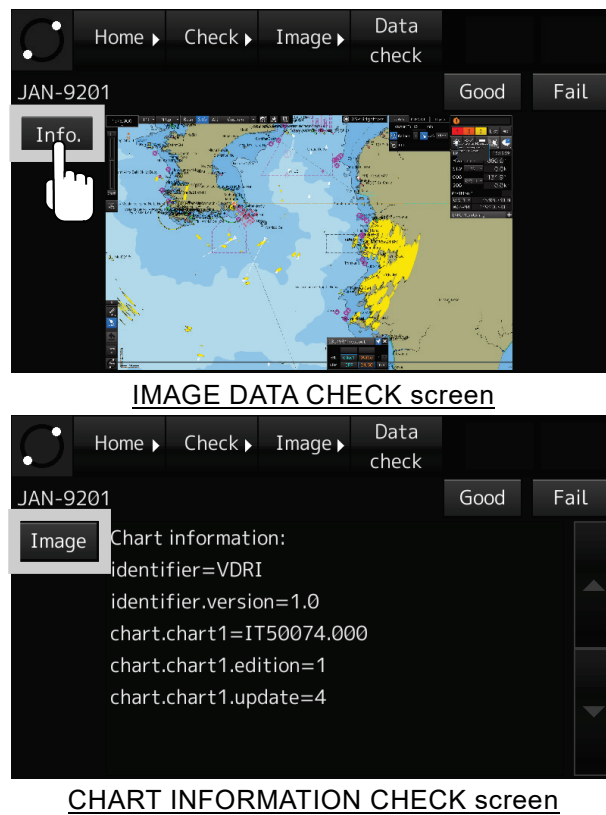 Home Check Image Data check
JAN-9201 Good Fail
Info.
IMAGE DATA CHECK screen
Home Check Image Data check
JAN-9201 Good Fail
Image
Chart information:
identifier=VDRI
identifier.version=1.0
chart.chart1=IT50074.000
chart.chart1.edition=1
chart.chart1.update=4
CHART INFORMATION CHECK screen